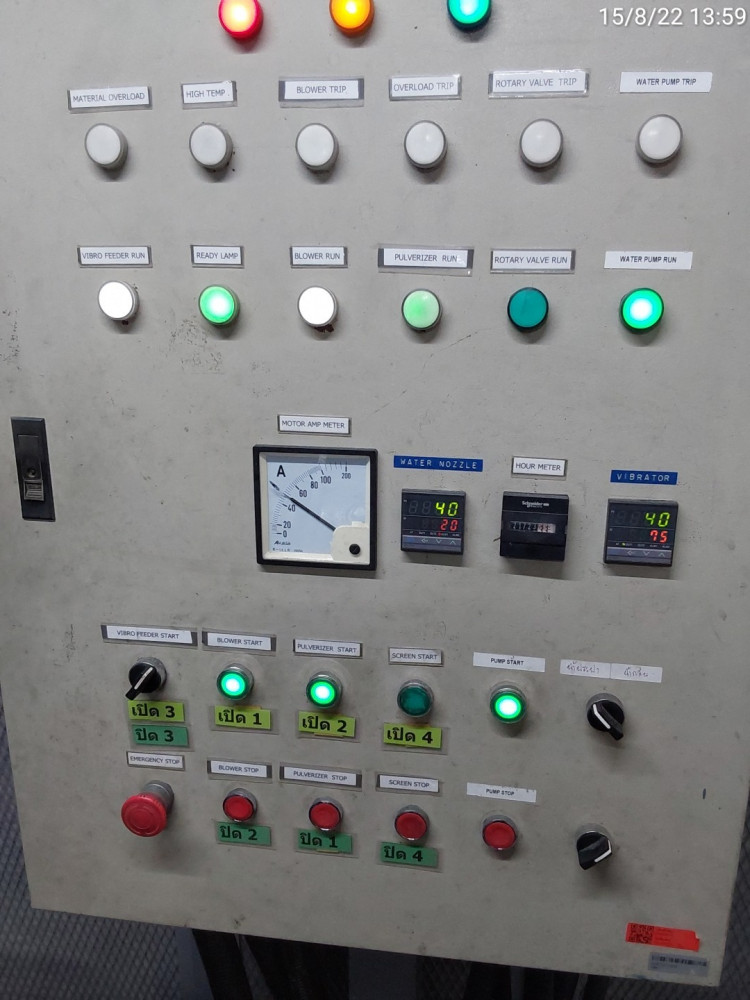 15/8/22 13:59
MATERIAL OVERLOAD
HIGH TEMP.
BLOWER TRIP
OVERLOAD TRIP
ROTARY VALVE TRIP
WATER PUMP TRIP
VIBRO FEEDER RUN
READY LAMP
BLOWER RUN
PULVERIZER RUN
ROTARY VALVE RUN
WATER PUMP RUN
MOTOR AMP METER
WATER NOZZLE
HOUR METER
VIBRATOR
A
0
20
40
60
80
100
200
40
20
Schneider
40
75
VIBRO FEEDER START
BLOWER START
PULVERIZER START
SCREEN START
PUMP START
เปิด 3
ปิด 3
เปิด 1
เปิด 2
เปิด 4
EMERGENCY STOP
BLOWER STOP
PULVERIZER STOP
SCREEN STOP
PUMP STOP
ปิด 2
ปิด 1
ปิด 4